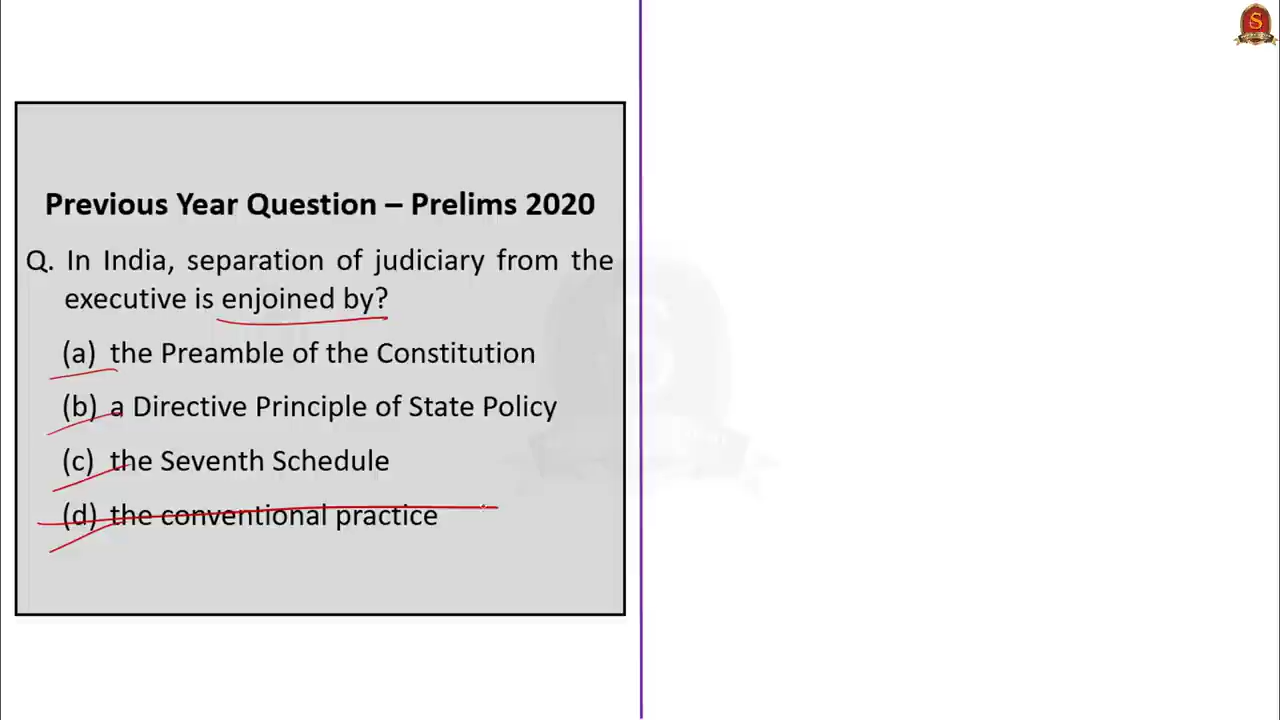 S
Previous Year Question – Prelims 2020
Q. In India, separation of judiciary from the
executive is enjoined by?
(a) the Preamble of the Constitution
(b) a Directive Principle of State Policy
(c) the Seventh Schedule
(d) the conventional practice